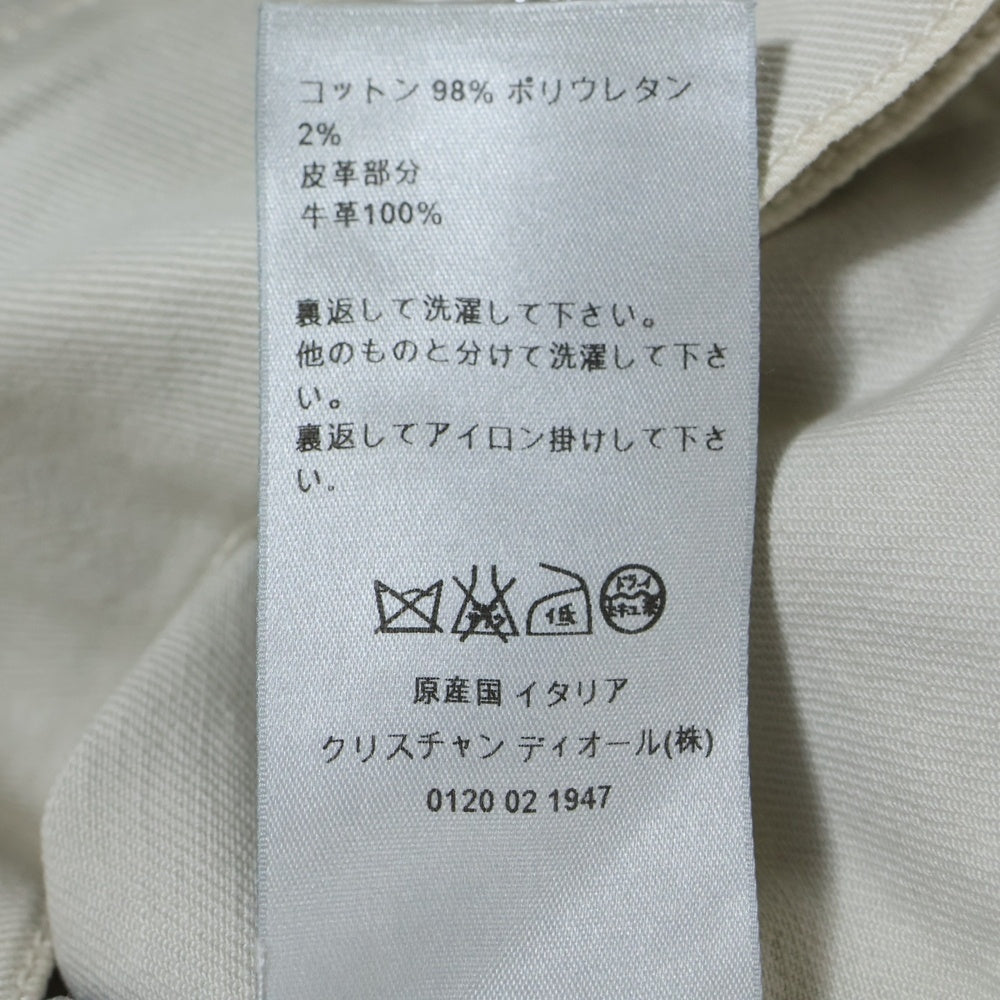 コットン 98% ポリウレタン
2%
皮革部分
牛革100%
裏返して洗濯して下さい。
他のものと分けて洗濯して下さ
い。
裏返してアイロン掛けして下さ
い。
低
ドライ
原産国 イタリア
クリスチャン ディオール(株)
0120 02 1947